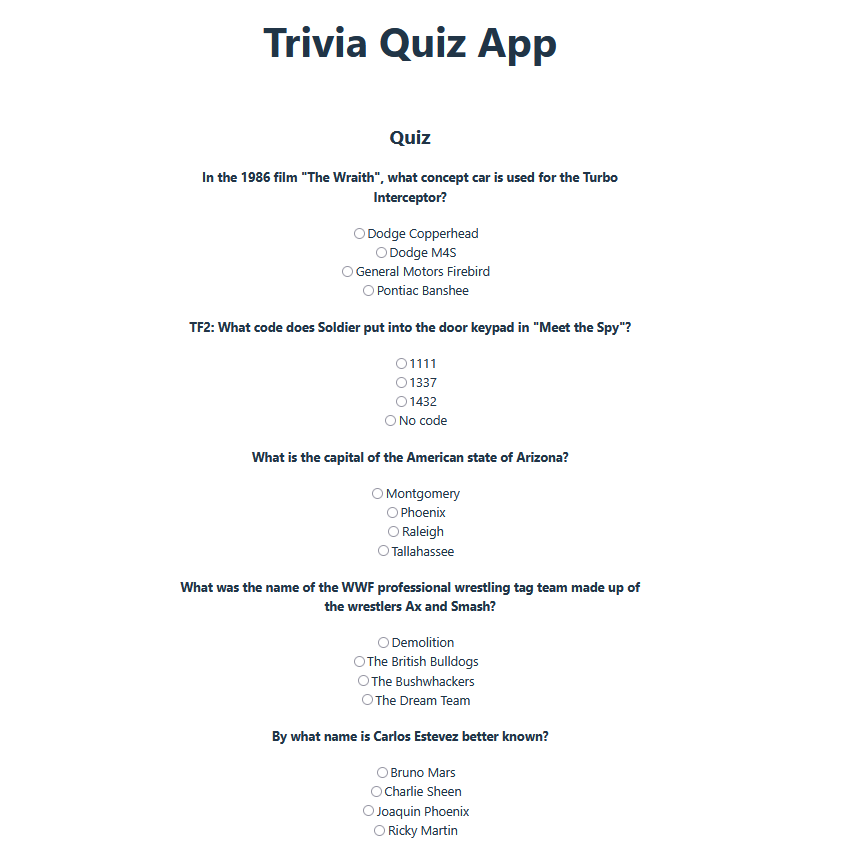 Trivia Quiz App
Quiz
In the 1986 film "The Wraith", what concept car is used for the Turbo
Interceptor?
Dodge Copperhead
Dodge M4S
General Motors Firebird
Pontiac Banshee
TF2: What code does Soldier put into the door keypad in "Meet the Spy"?
1111
1337
1432
No code
What is the capital of the American state of Arizona?
Montgomery
Phoenix
Raleigh
Tallahassee
What was the name of the WWF professional wrestling tag team made up of
the wrestlers Ax and Smash?
Demolition
The British Bulldogs
The Bushwhackers
The Dream Team
By what name is Carlos Estevez better known?
Bruno Mars
Charlie Sheen
Joaquin Phoenix
Ricky Martin